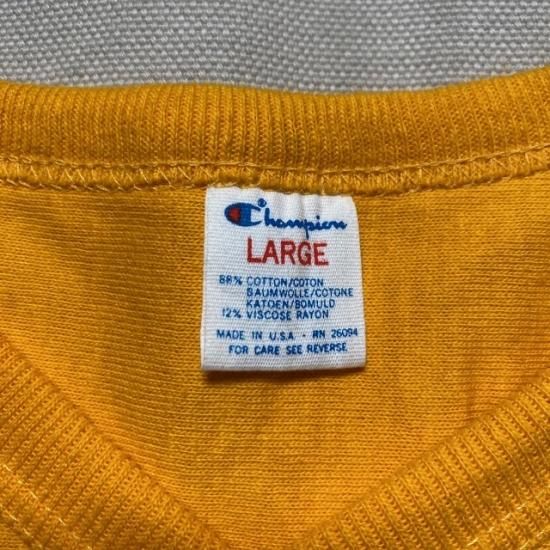 Champion
LARGE
88% COTTON/COTON
BAUMWOLLE/COTONE
KATOEN/BOMULD
12% VISCOSE RAYON
MADE IN U.S.A. - RN 26094
FOR CARE SEE REVERSE